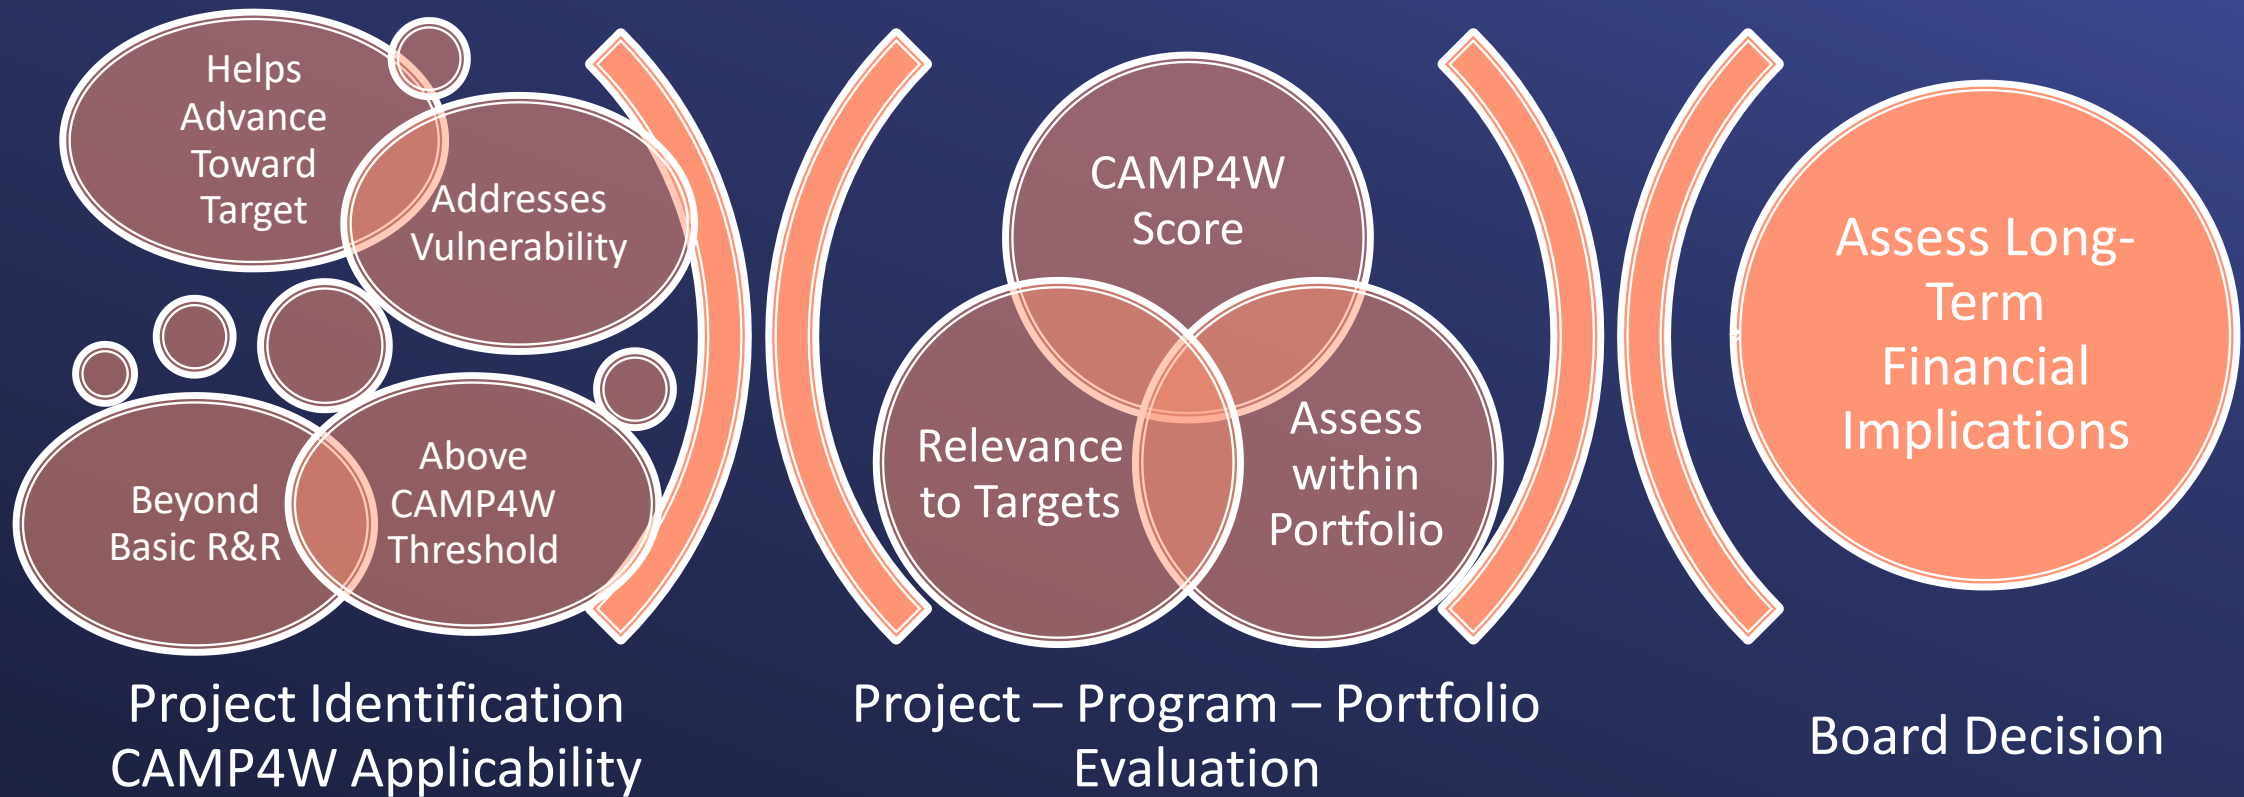 Helps
Advance
Toward
Target
Addresses
Vulnerability
Beyond
Basic R&R
Above
CAMP4W
Threshold
Project Identification
CAMP4W Applicability
CAMP4W
Score
Relevance
to Targets
Assess
within
Portfolio
Project – Program – Portfolio
Evaluation
Assess Long-
Term
Financial
Implications
Board Decision